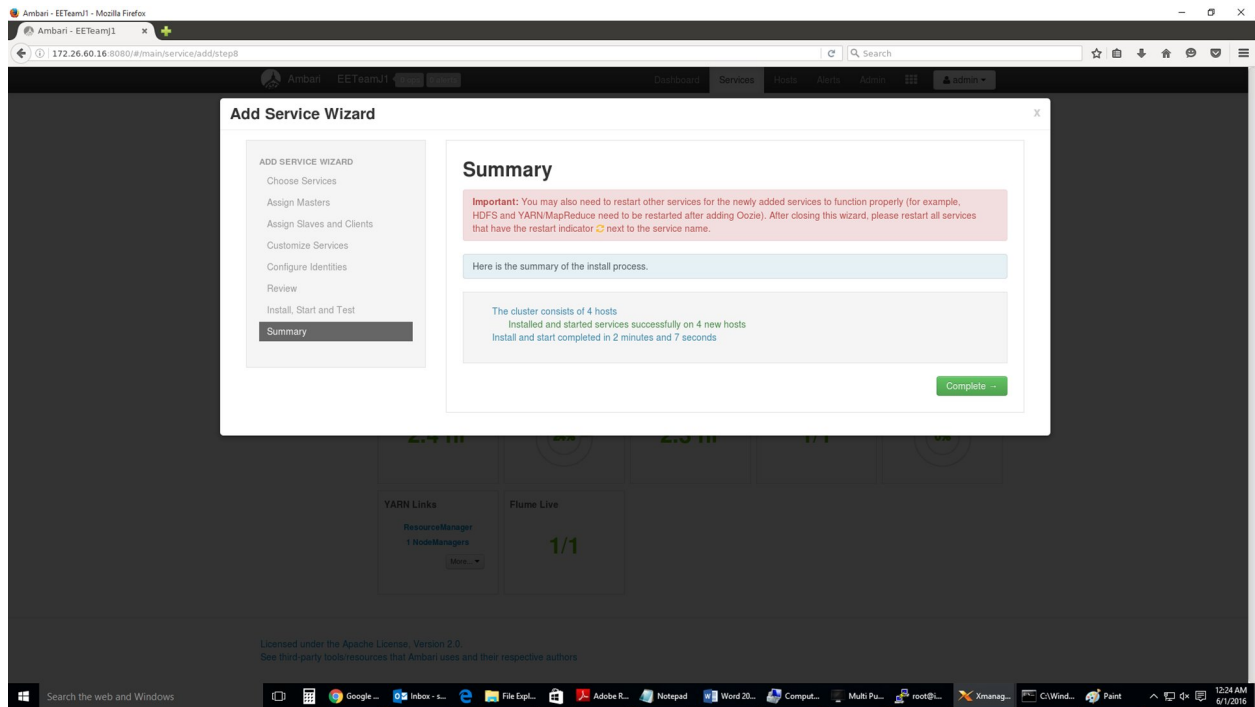 Ambari - EETeamJ1 - Mozilla Firefox
Ambari - EETeamJ1
172.26.60.16:8080/#/main/service/add/step8
Search
Ambari EETeamJ1
Dashboard Services Hosts Alerts Admin admin
Add Service Wizard
X
ADD SERVICE WIZARD
Choose Services
Assign Masters
Assign Slaves and Clients
Customize Services
Configure Identities
Review
Install, Start and Test
Summary
Summary
Important: You may also need to restart other services for the newly added services to function properly (for example,
HDFS and YARN/MapReduce need to be restarted after adding Oozie). After closing this wizard, please restart all services
that have the restart indicator next to the service name.
Here is the summary of the install process.
The cluster consists of 4 hosts
Installed and started services successfully on 4 new hosts
Install and start completed in 2 minutes and 7 seconds
Complete →
YARN Links
ResourceManager
1 NodeManagers
More...
Flume Live
1/1
Licensed under the Apache License, Version 2.0.
See third-party tools/resources that Ambari uses and their respective authors
Search the web and Windows
Google ...
Inbox - s...
File Expl...
Adobe R...
Notepad
Word 20...
Comput...
Multi Pu...
root@i...
Xmanag...
C:\Wind...
Paint
12:24 AM
6/1/2016